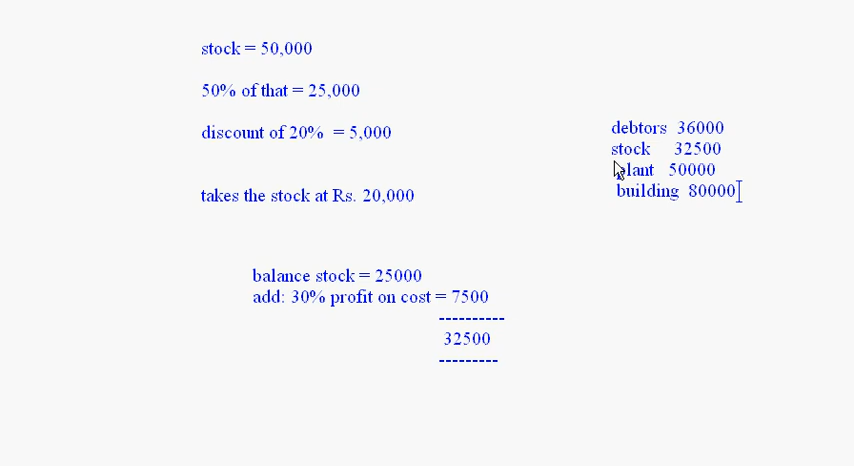 stock = 50,000
50% of that = 25,000
discount of 20%  = 5,000
takes the stock at Rs. 20,000
debtors  36000
stock     32500
plant   50000
building  80000
balance stock = 25000
add: 30% profit on cost = 7500
----------
32500
---------